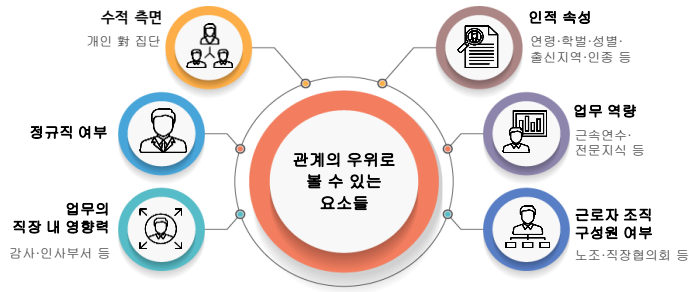 수적 측면
개인 對 집단
인적 속성
연령·학벌·성별·
출신지역·인종 등
정규직 여부
관계의 우위로
볼 수 있는
요소들
업무 역량
근속연수·
전문지식 등
업무의
직장 내 영향력
감사·인사부서 등
근로자 조직
구성원 여부
노조·직장협의회 등